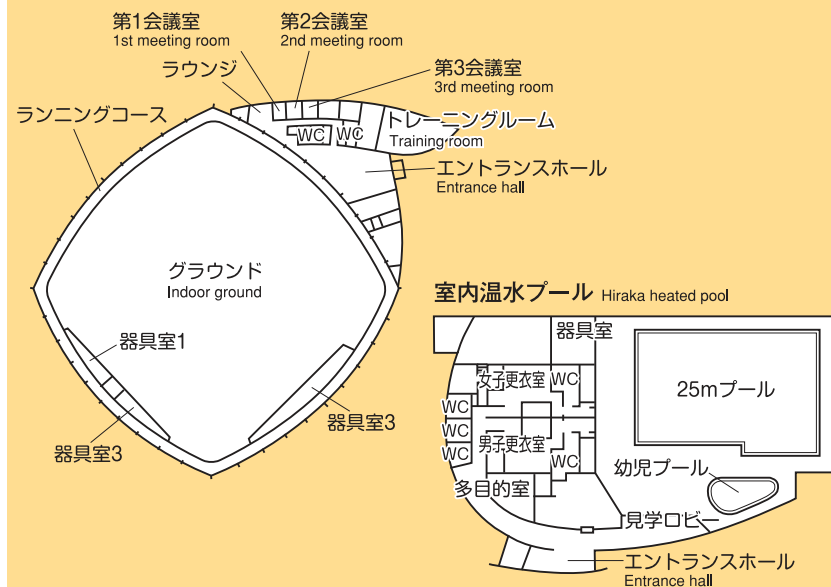 第1会議室
1st meeting room
第2会議室
2nd meeting room
ラウンジ
第3会議室
3rd meeting room
ランニングコース
トレーニングルーム
Training room
WC
WC
エントランスホール
Entrance hall
グラウンド
Indoor ground
器具室1
器具室3
器具室3
室内温水プール Hiraka heated pool
器具室
女子更衣室
WC
25mプール
WC
WC
男子更衣室
WC
WC
多目的室
幼児プール
見学ロビー
エントランスホール
Entrance hall